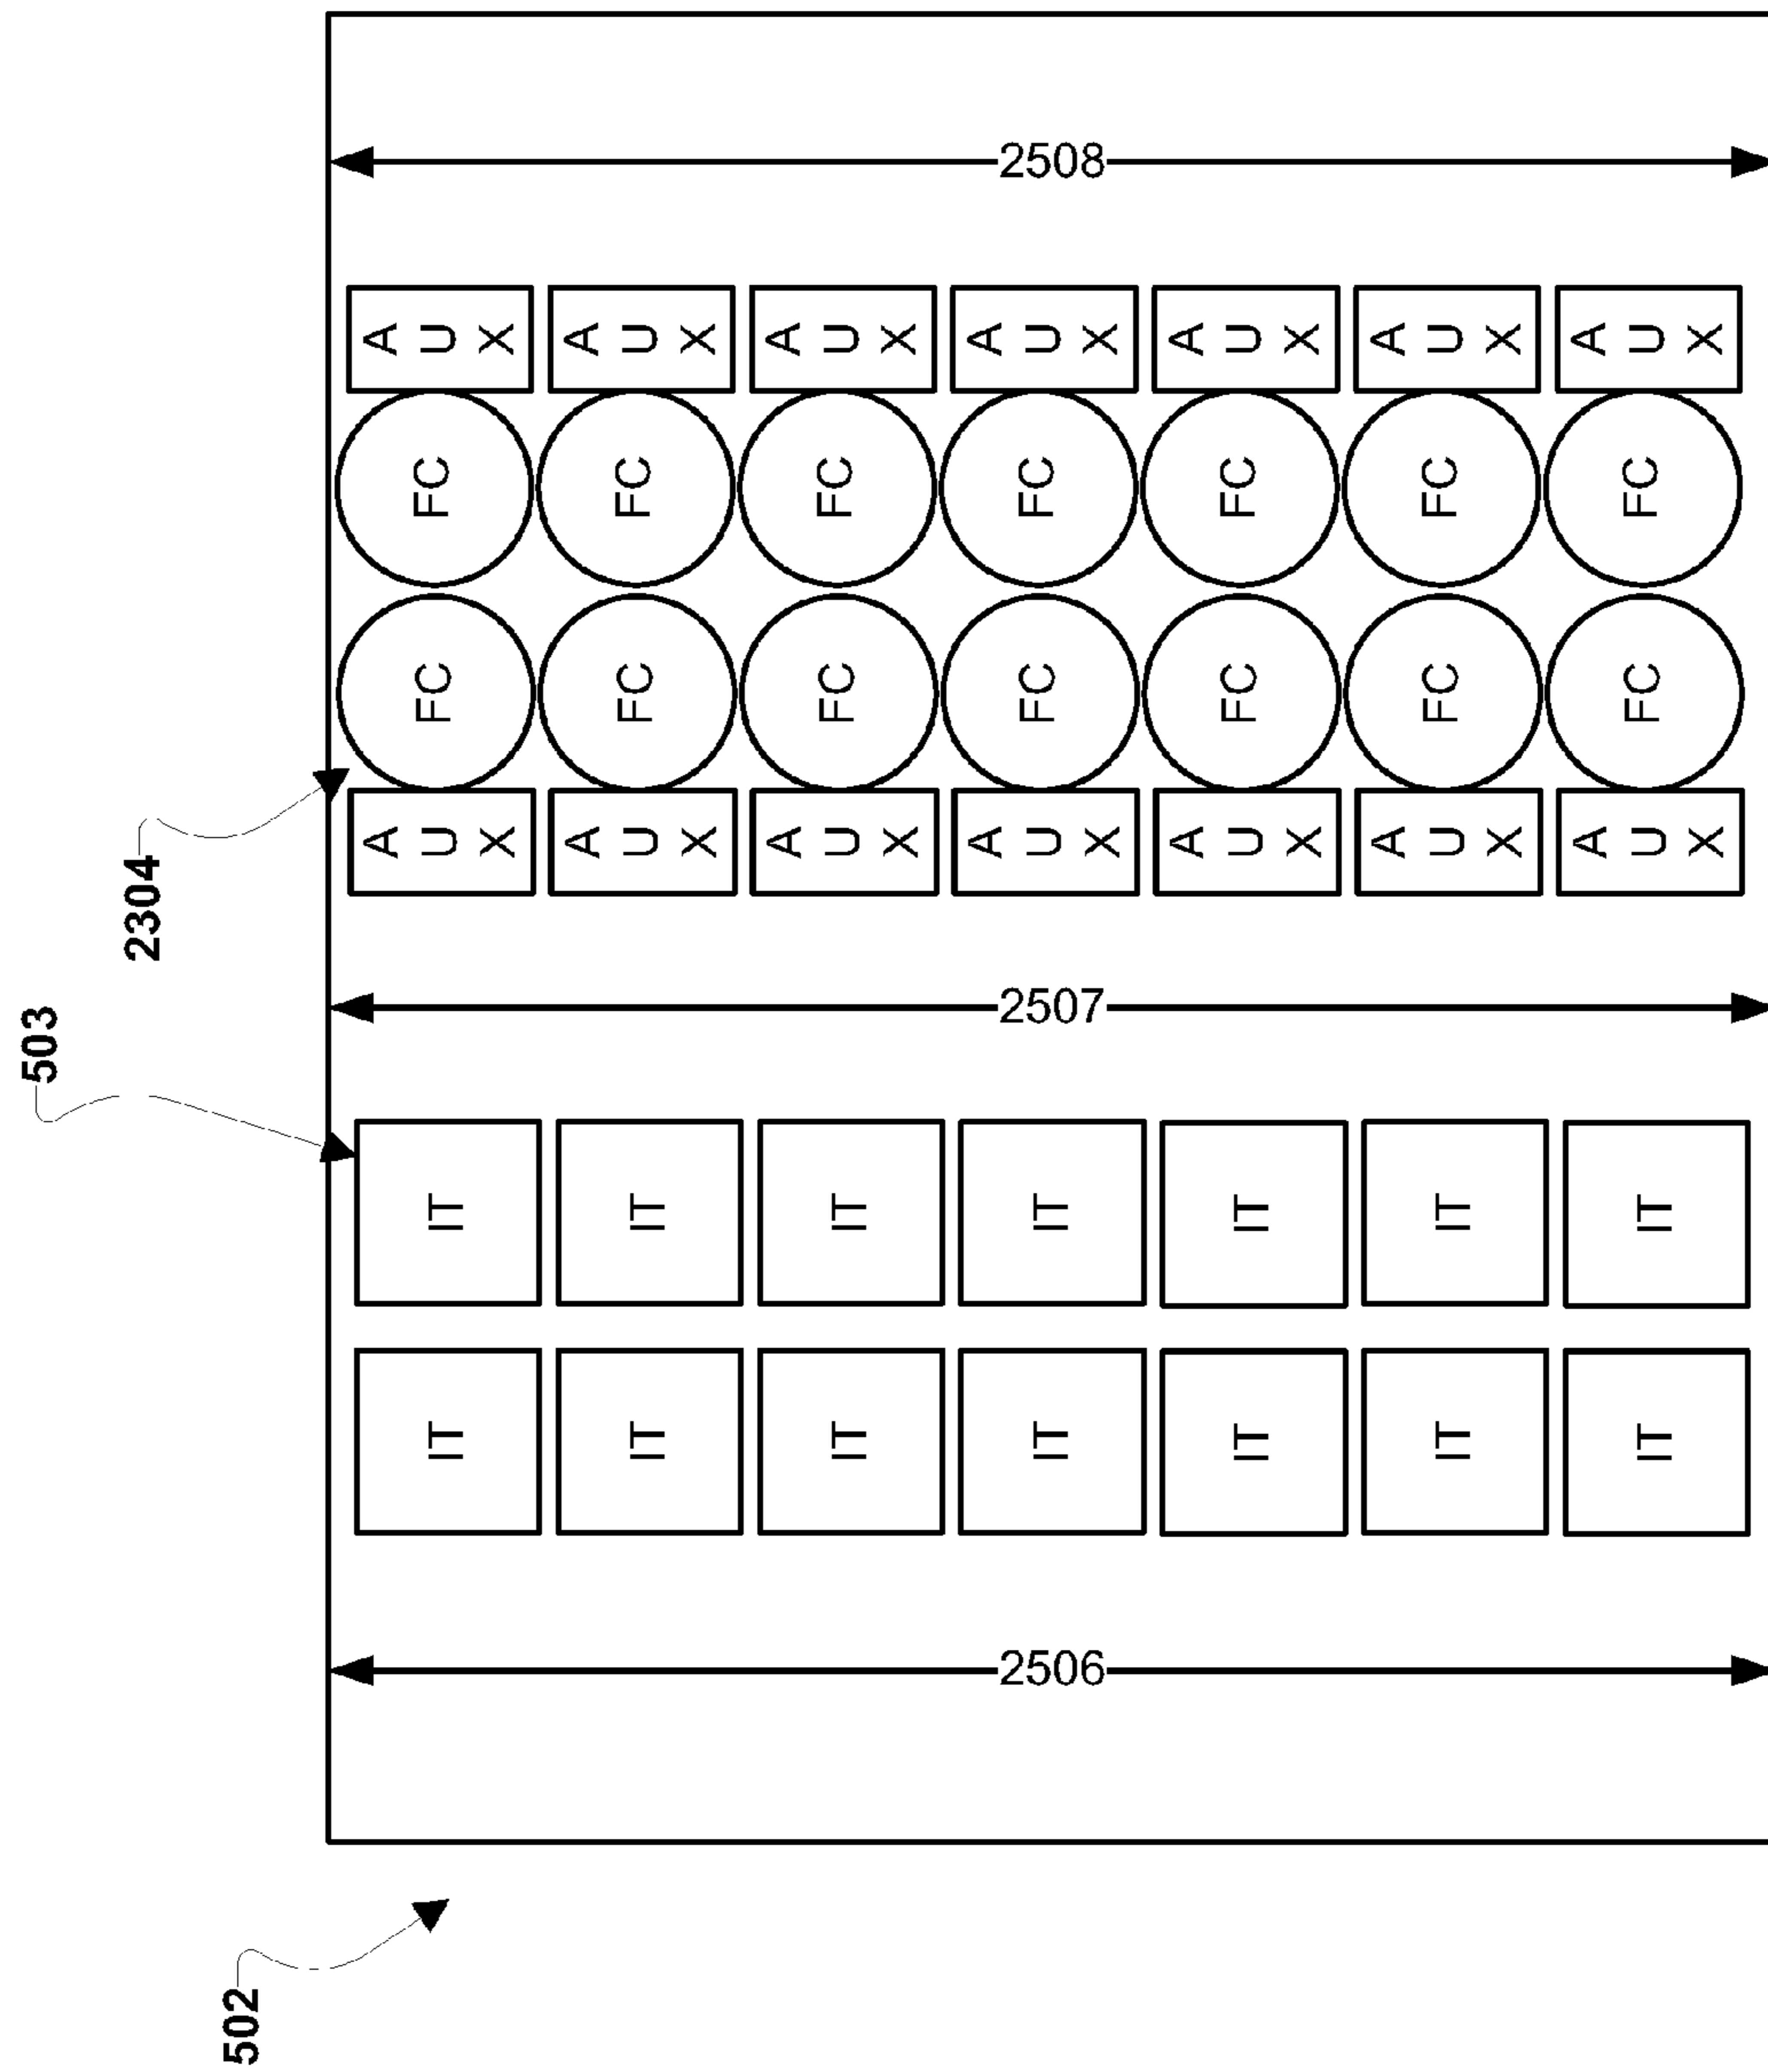 2508
A U X A U X A U X A U X A U X A U X A U X
FC FC FC FC FC FC FC
FC FC FC FC FC FC FC
A U X A U X A U X A U X A U X A U X A U X
2304
2507
503
IT IT IT IT IT IT IT
IT IT IT IT IT IT IT
2506
502